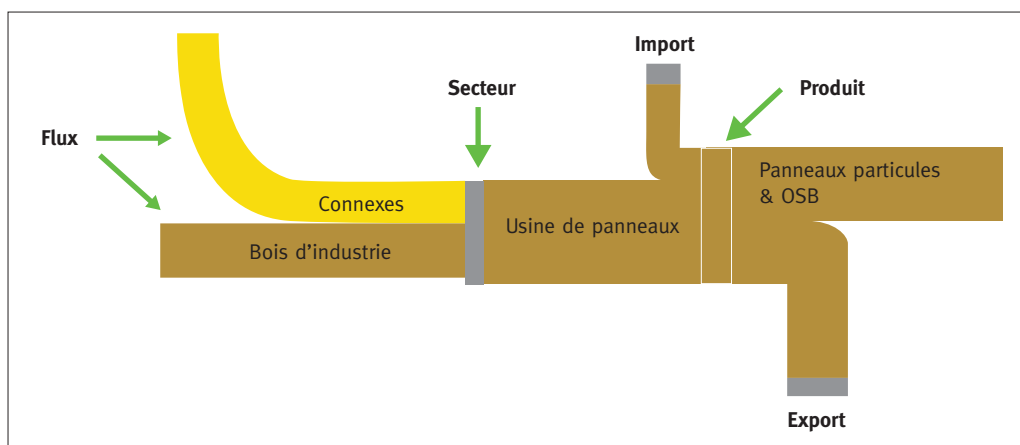 Import
Secteur
Produit
Flux
Panneaux particules
& OSB
Connexes
Usine de panneaux
Bois d'industrie
Export